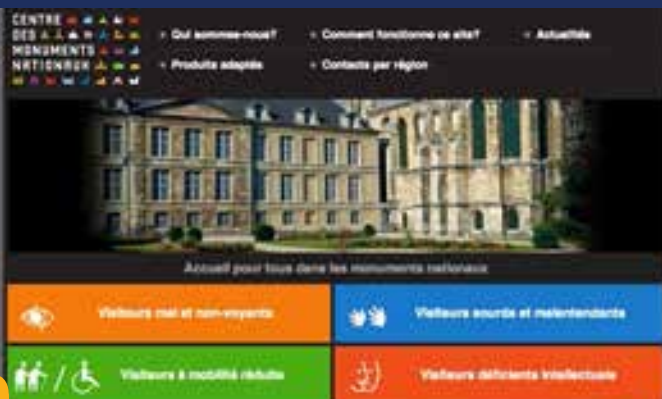 CENTRE
DES
MONUMENTS
NATIONAUX
Qui sommes-nous?
Comment fonctionne ce site?
Actualités
Produits adaptés
Contacts par région
Accueil pour tous dans les monuments nationaux
Visiteurs mal et non-voyants
Visiteurs sourds et malentendants
Visiteurs à mobilité réduite
Visiteurs déficients intellectuels